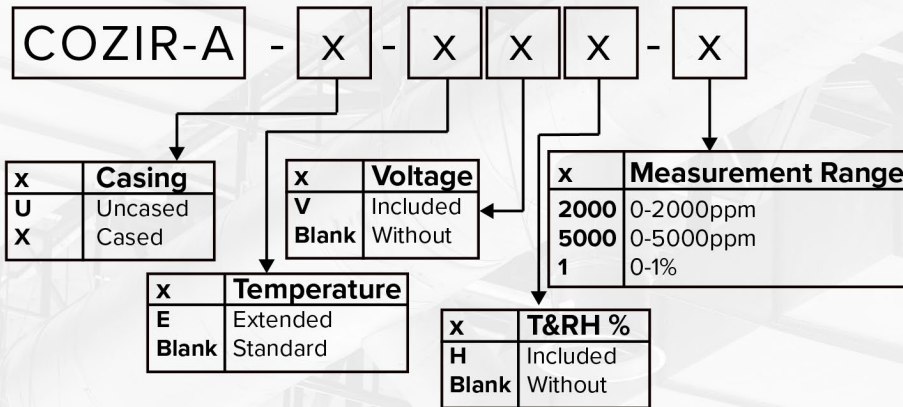 COZIR-A - x - x x x - x
x Casing
U Uncased
X Cased
x Temperature
E Extended
Blank Standard
x Voltage
V Included
Blank Without
x T&RH %
H Included
Blank Without
x Measurement Range
2000 0-2000ppm
5000 0-5000ppm
1 0-1%